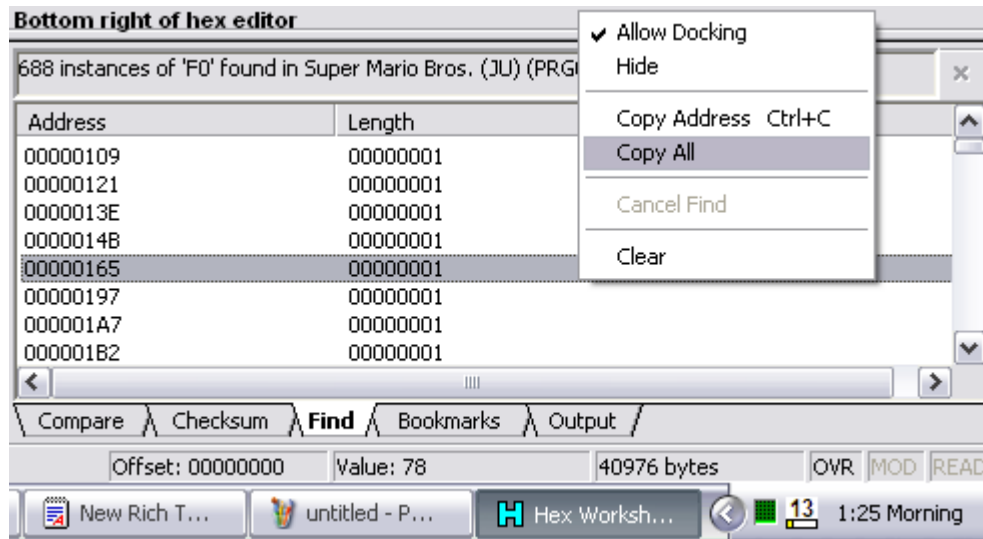 Bottom right of hex editor
688 instances of 'F0' found in Super Mario Bros. (JU) (PRG
Allow Docking
Hide
Copy Address Ctrl+C
Copy All
Cancel Find
Clear
Address Length
00000109 00000001
00000121 00000001
0000013E 00000001
0000014B 00000001
00000165 00000001
00000197 00000001
000001A7 00000001
000001B2 00000001
Compare Checksum Find Bookmarks Output
Offset: 00000000 Value: 78 40976 bytes OVR MOD READ
New Rich T... untitled - P... Hex Worksh... 13 1:25 Morning